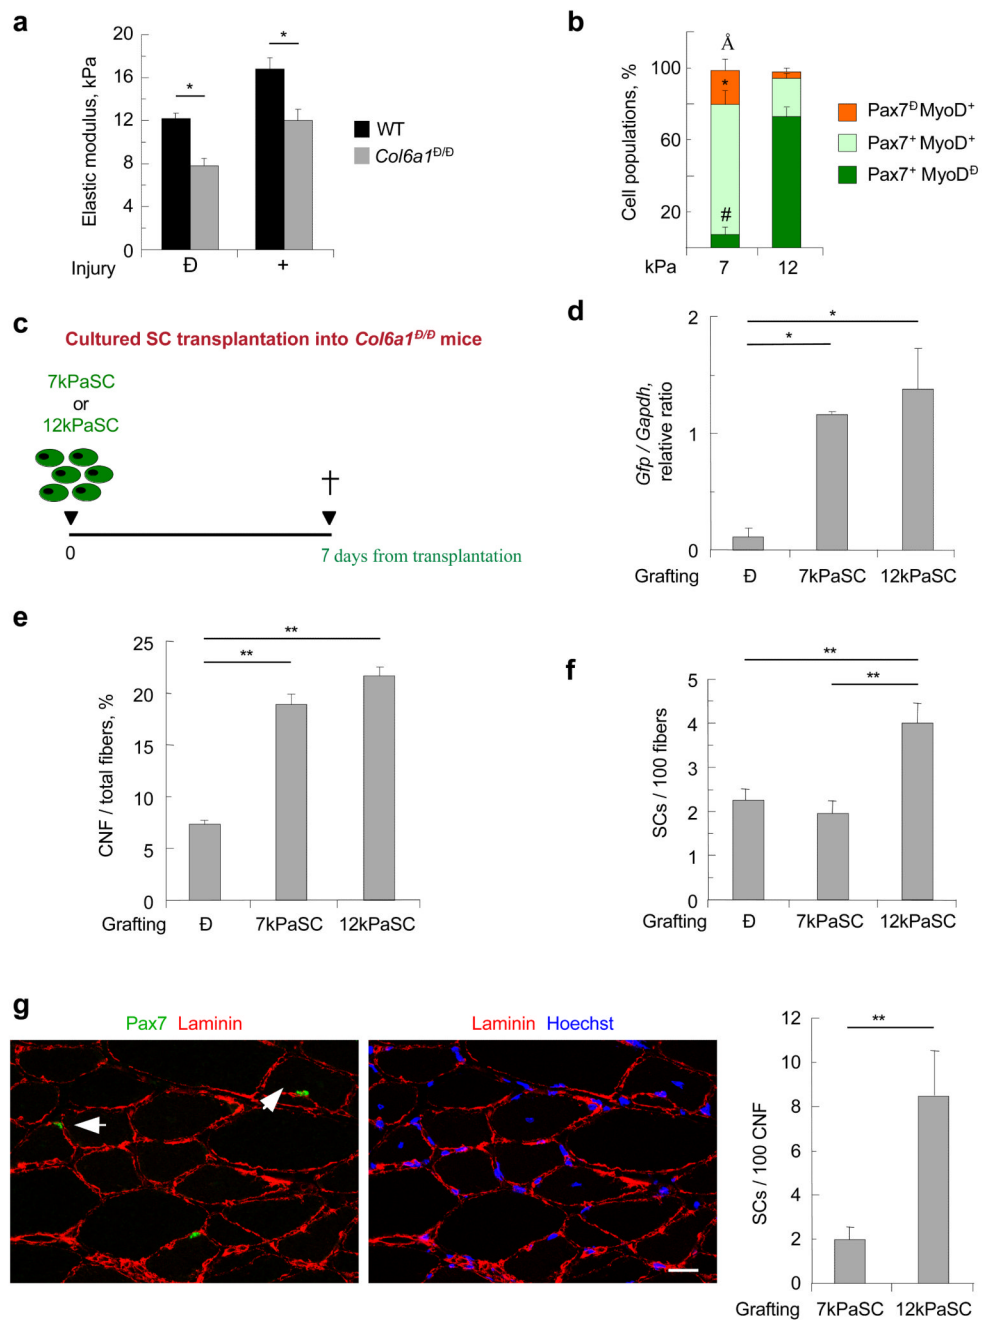 a
Elastic modulus, kPa
20
16
12
8
4
0
*
*
WT
Col6a1Đ/Đ
Injury
Đ
+
b
Cell populations, %
100
60
20
Å
*
#
Pax7ĐMyoD+
Pax7+MyoD+
Pax7+MyoDĐ
kPa
7
12
c
Cultured SC transplantation into Col6a1Đ/Đ mice
7kPaSC
or
12kPaSC
†
0
7 days from transplantation
d
Gfp / Gapdh,
relative ratio
2
1
0
*
*
Grafting
Đ
7kPaSC
12kPaSC
e
CNF / total fibers, %
25
20
15
10
5
0
**
**
Grafting
Đ
7kPaSC
12kPaSC
f
SCs / 100 fibers
5
4
3
2
1
0
**
**
Grafting
Đ
7kPaSC
12kPaSC
g
Pax7 Laminin
Laminin Hoechst
SCs / 100 CNF
12
10
8
6
4
2
0
**
Grafting
7kPaSC
12kPaSC